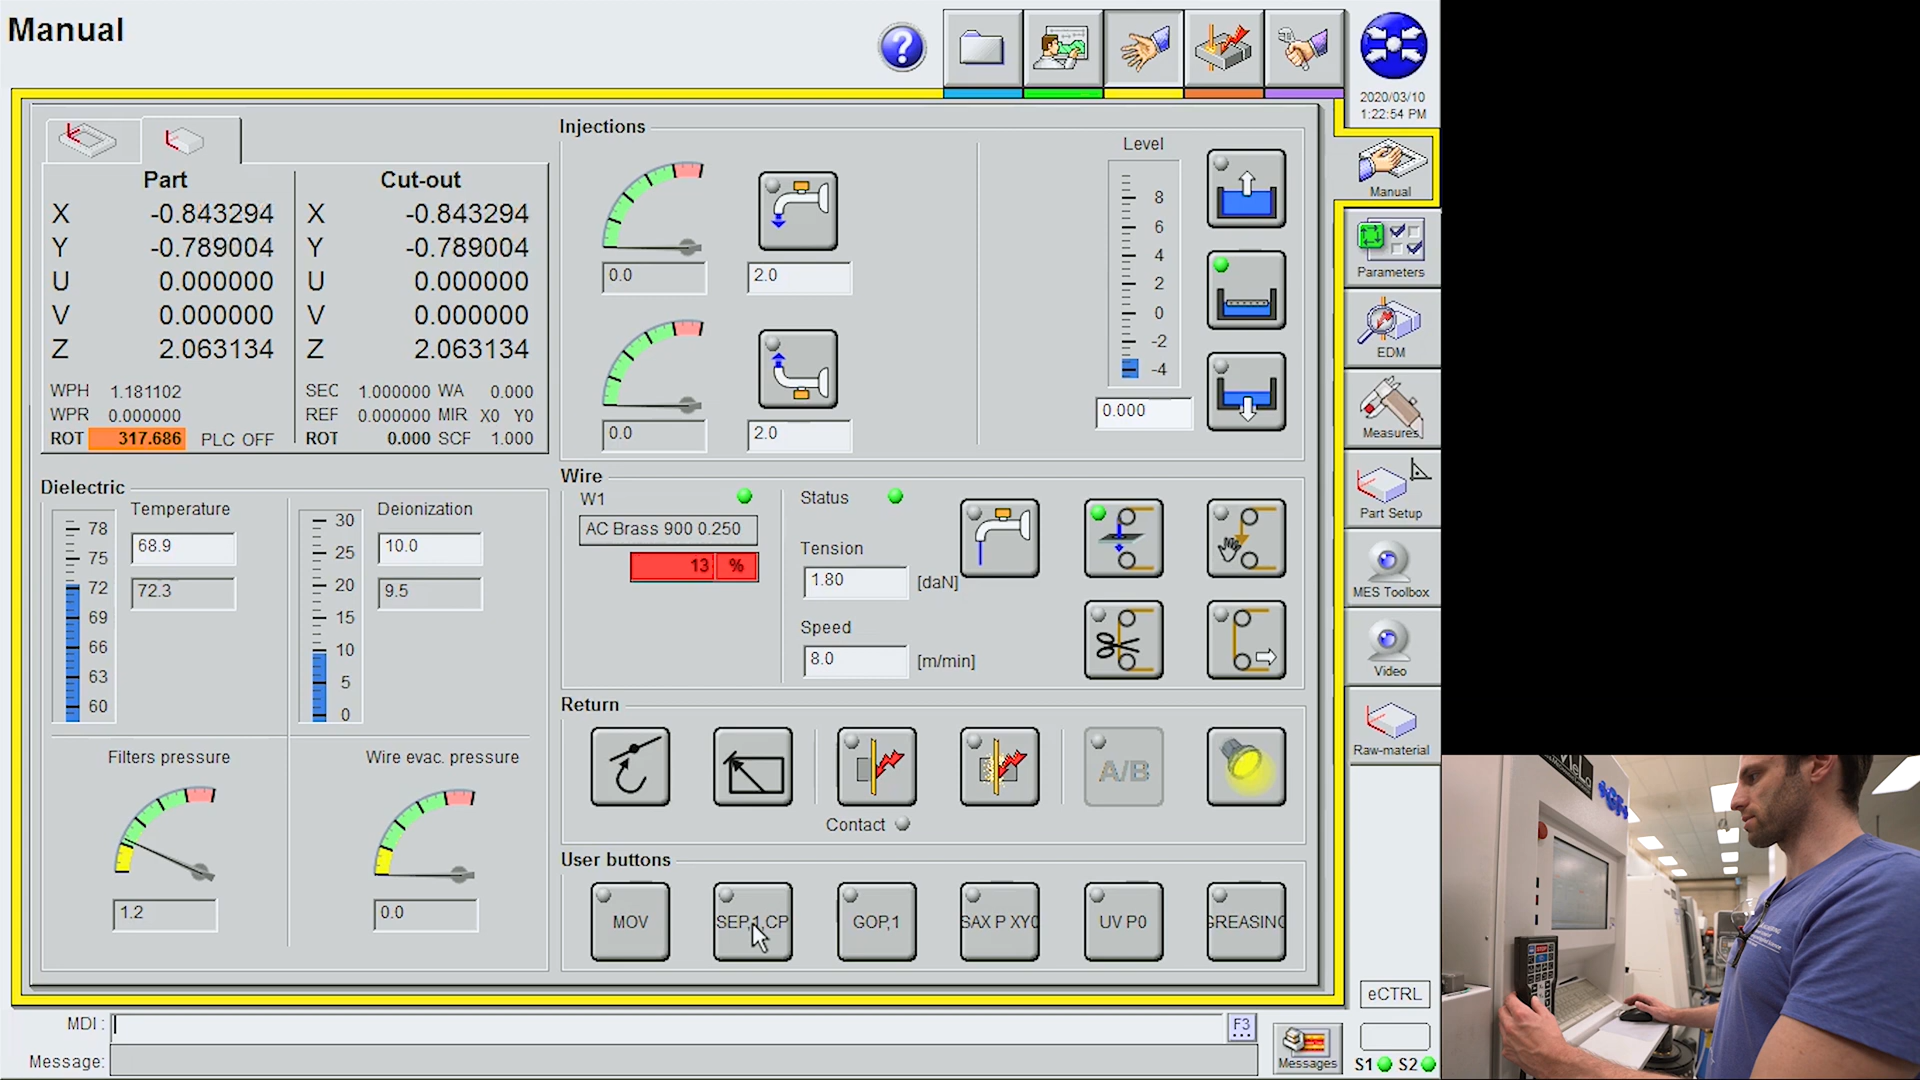 Manual
2020/03/10
1:22:54 PM
Part
Cut-out
X -0.843294 X -0.843294
Y -0.789004 Y -0.789004
U 0.000000 U 0.000000
V 0.000000 V 0.000000
Z 2.063134 Z 2.063134
WPH 1.181102 SEC 1.000000 WA 0.000
WPR 0.000000 REF 0.000000 MIR X0 Y0
ROT 317.686 PLC OFF ROT 0.000 SCF 1.000
Injections
0.0 2.0
0.0 2.0
Level
8
6
4
2
0
-2
-4
0.000
Dielectric
Temperature
78
75
72
69
66
63
60
68.9
72.3
Deionization
30
25
20
15
10
5
0
10.0
9.5
Filters pressure
1.2
Wire evac. pressure
0.0
Wire
W1
AC Brass 900 0.250
13 %
Status
Tension
1.80 [daN]
Speed
8.0 [m/min]
Return
A/B
Contact
User buttons
MOV
SEP,1,CP
GOP,1
SAX P XY0
UV P0
GREASING
Manual
Parameters
EDM
Measures
Part Setup
MES Toolbox
Video
Raw-material
eCTRL
MDI :
F3
Message:
Messages
S1 S2